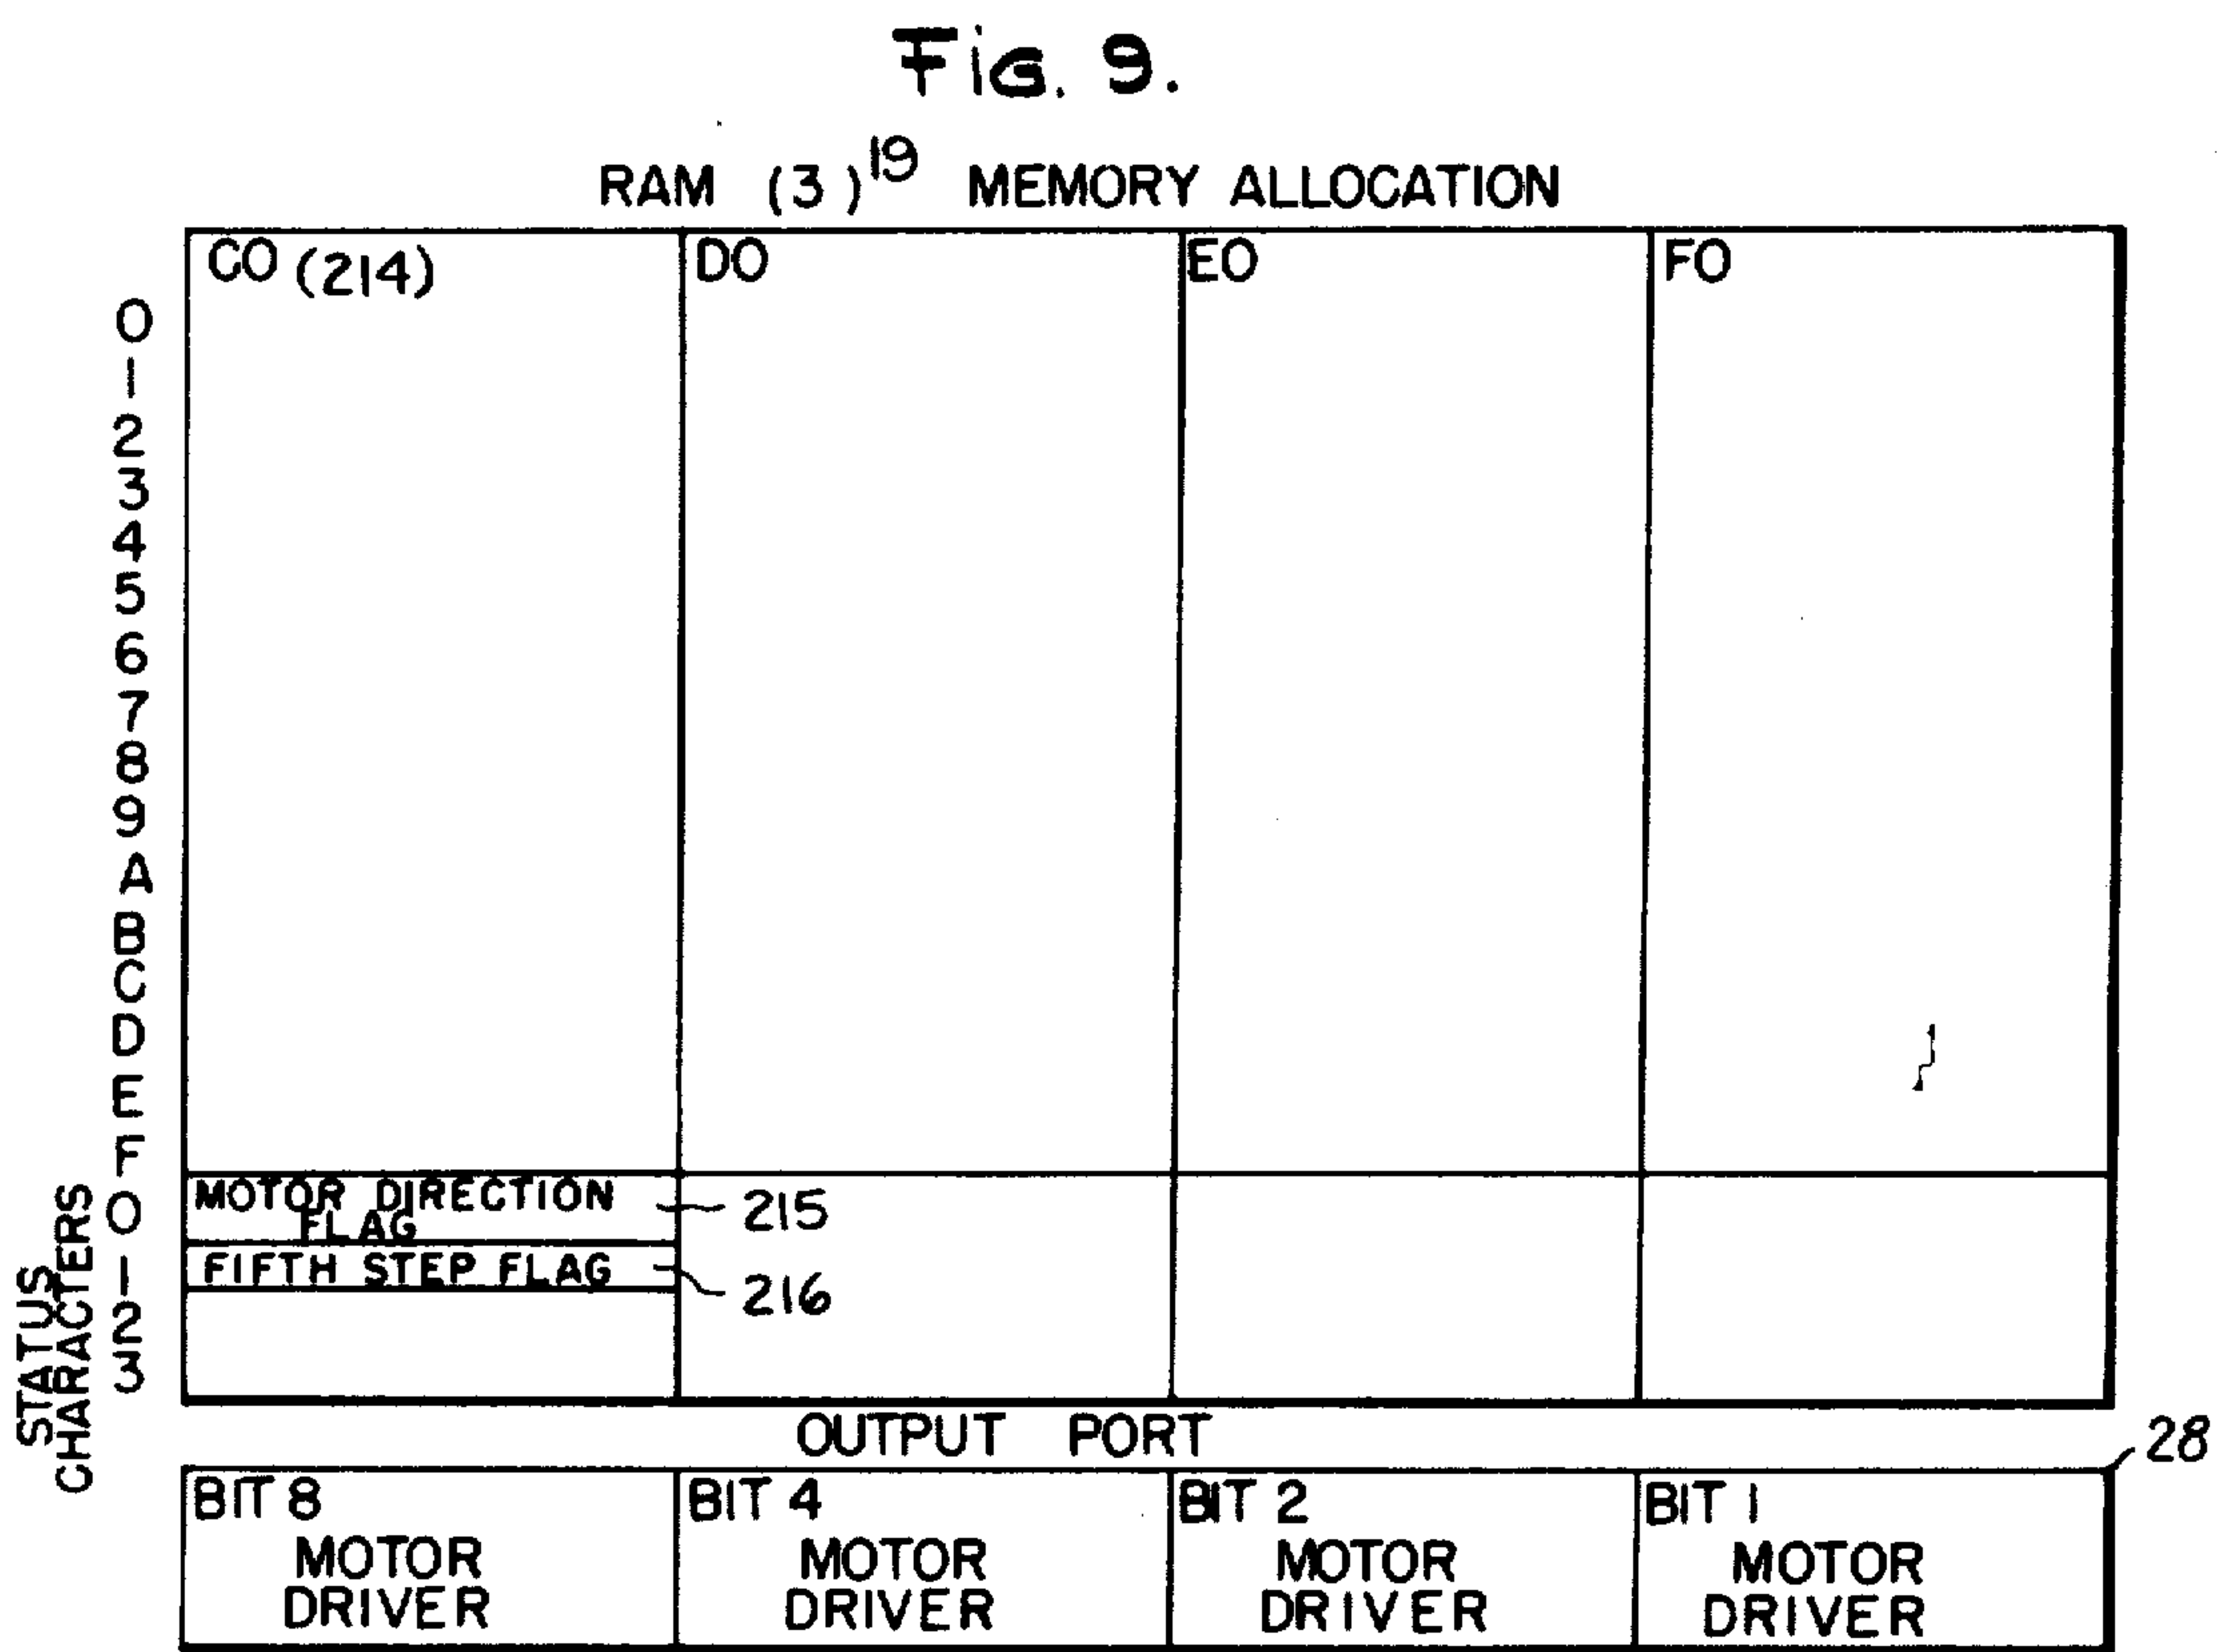 Fig. 9.
RAM (3)19 MEMORY ALLOCATION
CO (214) DO EO FO
0
1
2
3
4
5
6
7
8
9
A
B
C
D
E
F
STATUS
CHARACTERS
0 MOTOR DIRECTION FLAG 215
1 FIFTH STEP FLAG 216
2
3
OUTPUT PORT
28
BIT 8 BIT 4 BIT 2 BIT 1
MOTOR MOTOR MOTOR MOTOR
DRIVER DRIVER DRIVER DRIVER